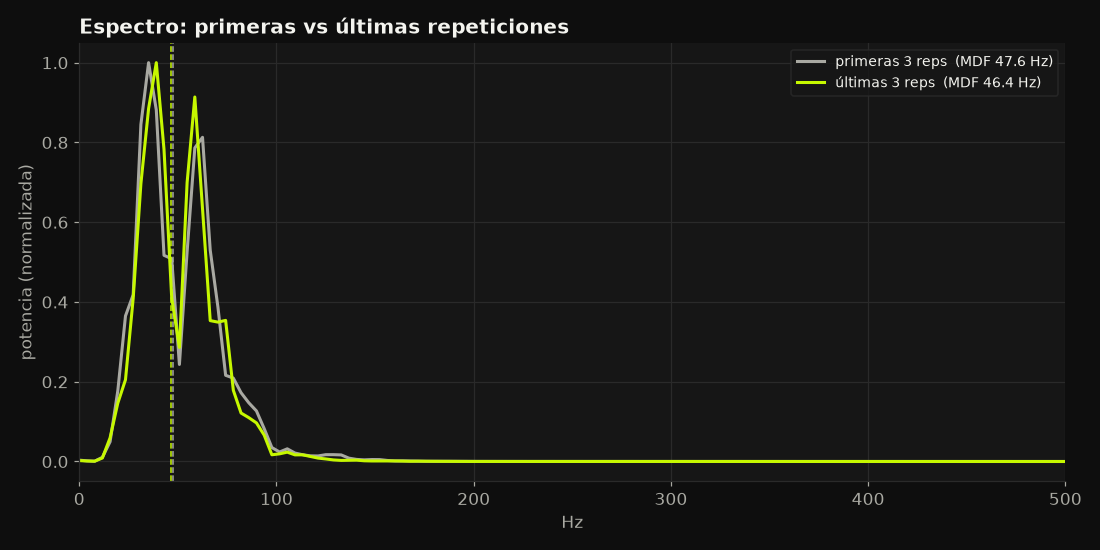 Espectro: primeras vs últimas repeticiones
primeras 3 reps  (MDF 47.6 Hz)
últimas 3 reps  (MDF 46.4 Hz)
potencia (normalizada)
1.0
0.8
0.6
0.4
0.2
0.0
0 100 200 300 400 500
Hz